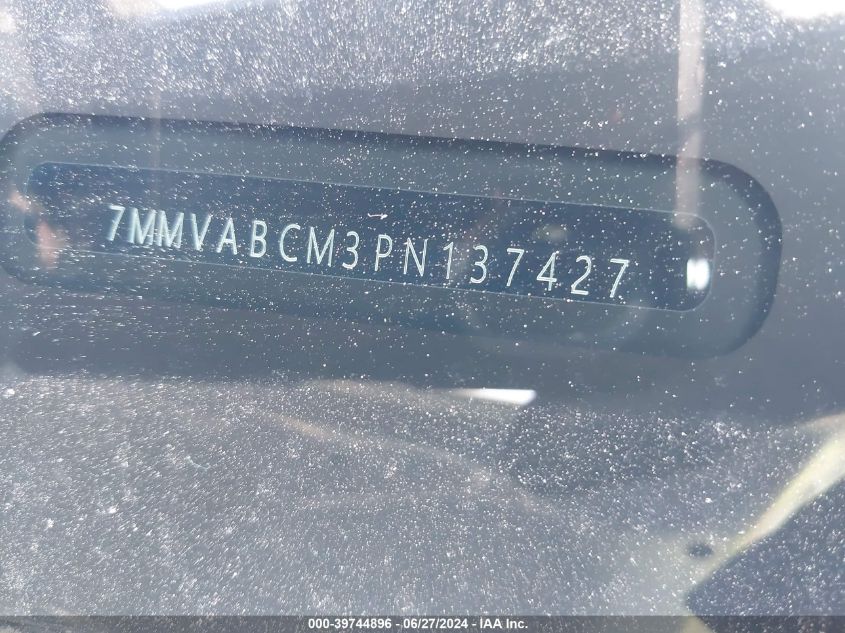 7MMVABCM3PN137427
000-39744896 - 06/27/2024 - IAA Inc.